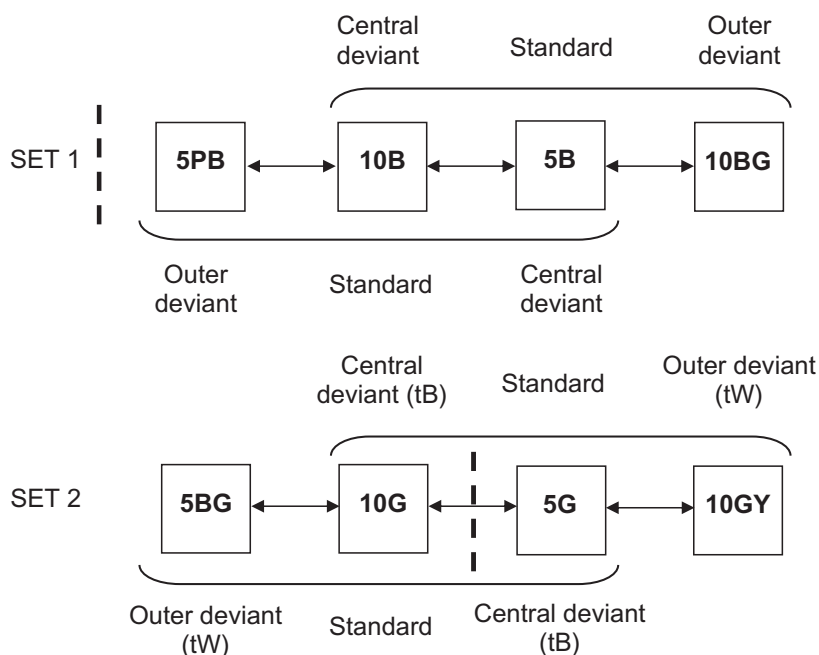 Central
deviant
Standard
Outer
deviant
SET 1
5PB
10B
5B
10BG
Outer
deviant
Standard
Central
deviant
Central
deviant (tB)
Standard
Outer deviant
(tW)
SET 2
5BG
10G
5G
10GY
Outer deviant
(tW)
Standard
Central deviant
(tB)